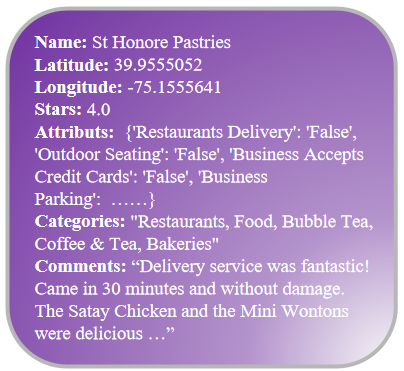 Name: St Honore Pastries
Latitude: 39.9555052
Longitude: -75.1555641
Stars: 4.0
Attributs:  {'Restaurants Delivery': 'False',
'Outdoor Seating': 'False', 'Business Accepts
Credit Cards': 'False', 'Business
Parking':  ……}
Categories: "Restaurants, Food, Bubble Tea,
Coffee & Tea, Bakeries"
Comments: “Delivery service was fantastic!
Came in 30 minutes and without damage.
The Satay Chicken and the Mini Wontons
were delicious …”